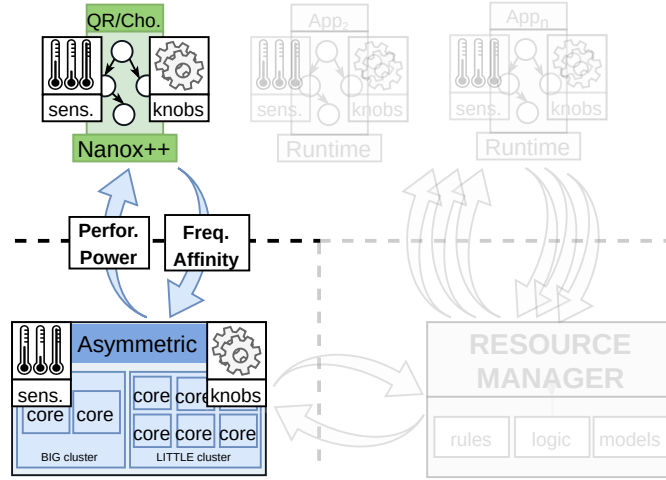 QR/Cho.
sens.
knobs
Nanox++
App₂
sens.
knobs
Runtime
Appₙ
sens.
knobs
Runtime
Perfor.
Power
Freq.
Affinity
Asymmetric
sens.
knobs
core
core
core
core
core
core
core
BIG cluster
LITTLE cluster
RESOURCE
MANAGER
rules
logic
models